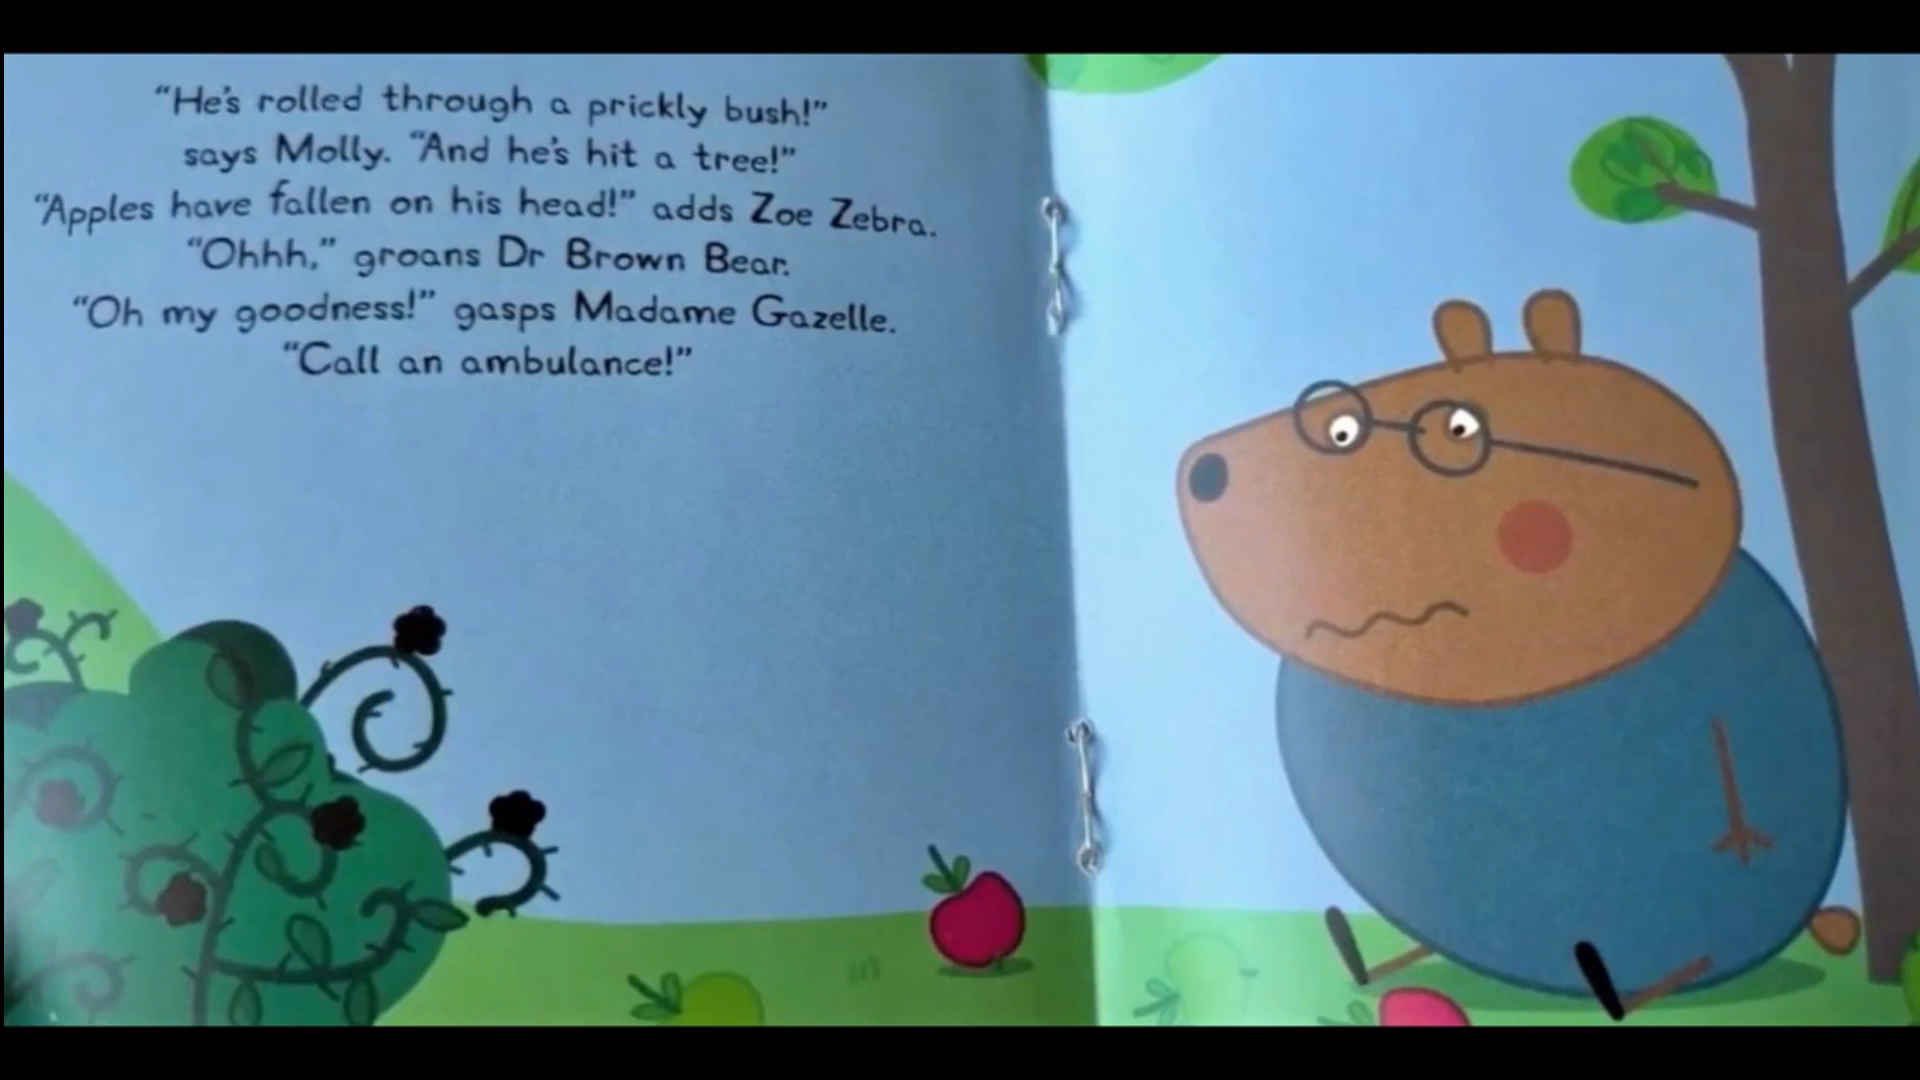 “He's rolled through a prickly bush!”
says Molly. “And he's hit a tree!”
“Apples have fallen on his head!” adds Zoe Zebra.
“Ohhh,” groans Dr Brown Bear.
“Oh my goodness!” gasps Madame Gazelle.
“Call an ambulance!”